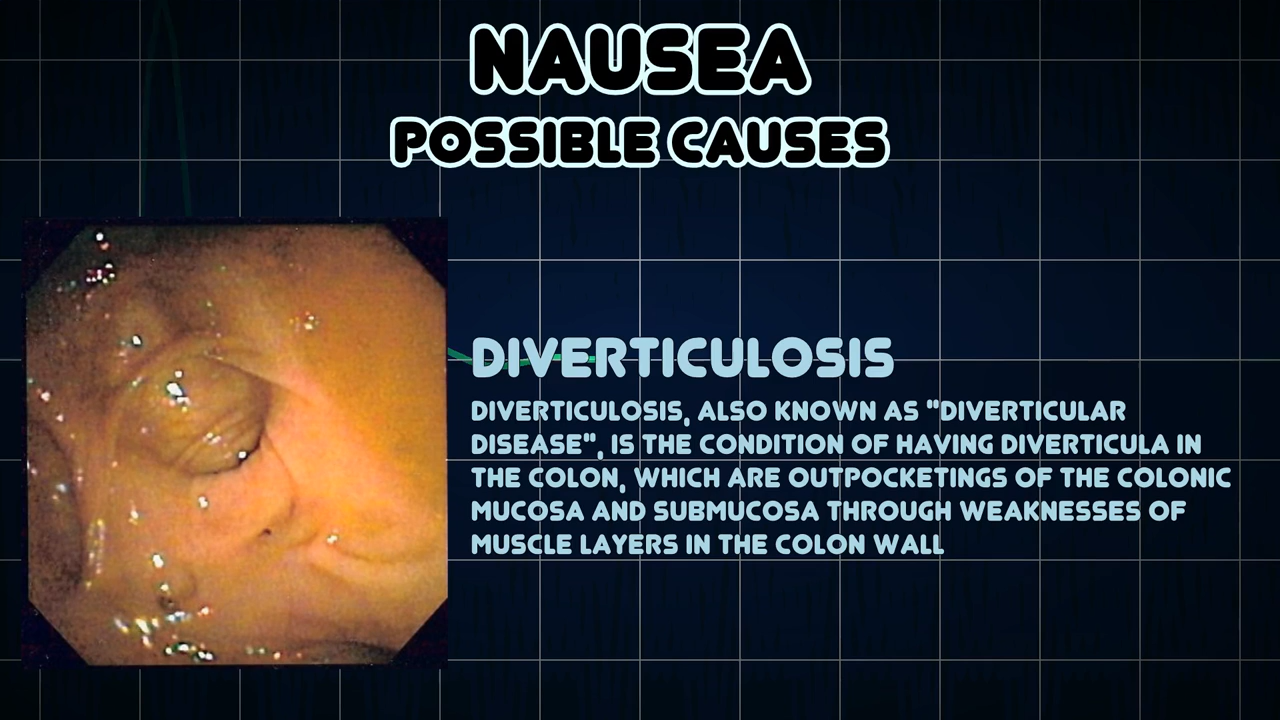 NAUSEA
POSSIBLE CAUSES
DIVERTICULOSIS
DIVERTICULOSIS, ALSO KNOWN AS "DIVERTICULAR
DISEASE", IS THE CONDITION OF HAVING DIVERTICULA IN
THE COLON, WHICH ARE OUTPOCKETINGS OF THE COLONIC
MUCOSA AND SUBMUCOSA THROUGH WEAKNESSES OF
MUSCLE LAYERS IN THE COLON WALL